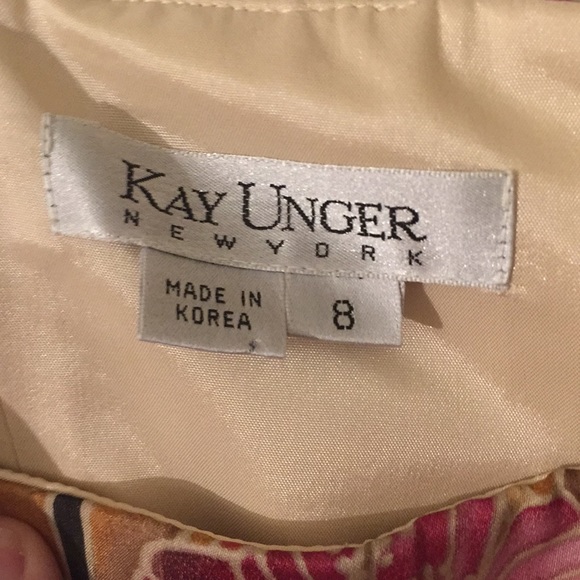 KAY UNGER
NEW YORK
MADE IN
KOREA
8